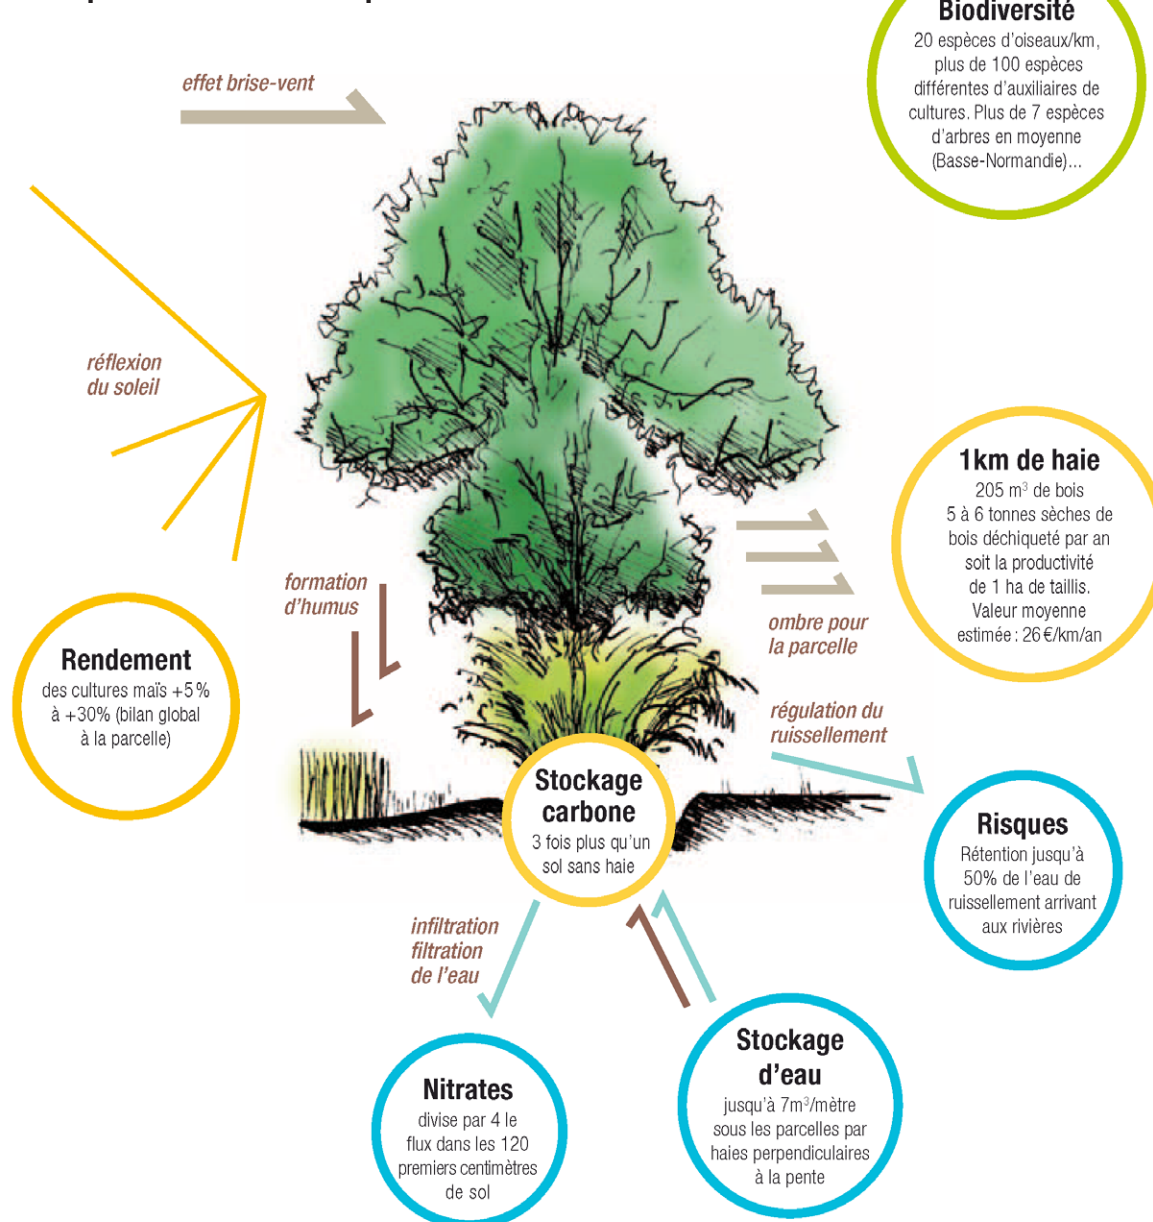 Biodiversité
20 espèces d’oiseaux/km,
plus de 100 espèces
différentes d’auxiliaires de
cultures. Plus de 7 espèces
d’arbres en moyenne
(Basse-Normandie)...
effet brise-vent
réflexion
du soleil
1km de haie
205 m³ de bois
5 à 6 tonnes sèches de
bois déchiqueté par an
soit la productivité
de 1 ha de taillis.
Valeur moyenne
estimée : 26 €/km/an
formation
d’humus
ombre pour
la parcelle
Rendement
des cultures maïs +5 %
à +30% (bilan global
à la parcelle)
régulation du
ruissellement
Stockage
carbone
3 fois plus qu’un
sol sans haie
Risques
Rétention jusqu’à
50% de l’eau de
ruissellement arrivant
aux rivières
infiltration
filtration
de l’eau
Nitrates
divise par 4 le
flux dans les 120
premiers centimètres
de sol
Stockage
d’eau
jusqu’à 7m³/mètre
sous les parcelles par
haies perpendiculaires
à la pente